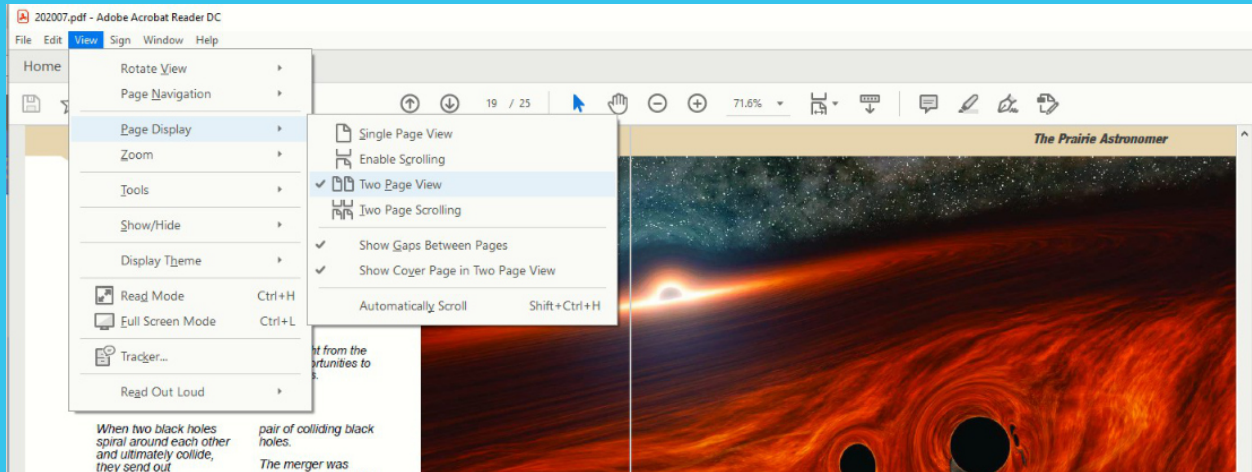 202007.pdf - Adobe Acrobat Reader DC
File Edit View Sign Window Help
Home
19 / 25 71.6%
Rotate View
Page Navigation
Page Display
Zoom
Tools
Show/Hide
Display Theme
Read Mode Ctrl+H
Full Screen Mode Ctrl+L
Tracker...
Read Out Loud
Single Page View
Enable Scrolling
Two Page View
Two Page Scrolling
Show Gaps Between Pages
Show Cover Page in Two Page View
Automatically Scroll Shift+Ctrl+H
The Prairie Astronomer
from the
to
When two black holes
spiral around each other
and ultimately collide,
they send out
pair of colliding black
holes.
The merger was